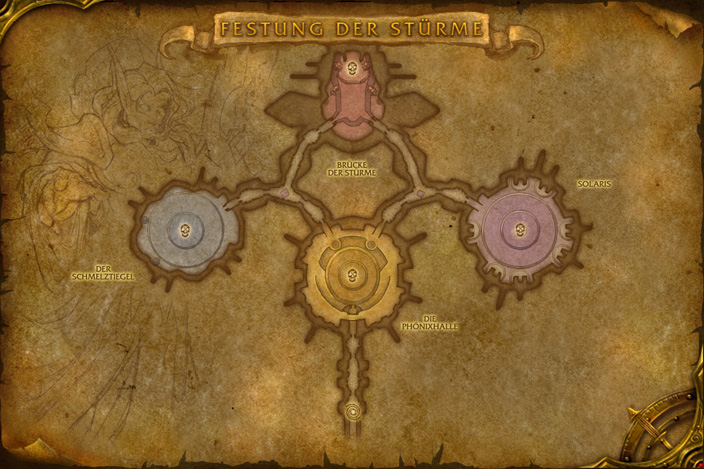 FESTUNG DER STÜRME
BRÜCKE
DER STÜRME
SOLARIS
DER
SCHMELZTIEGEL
DIE
PHÖNIXHALLE